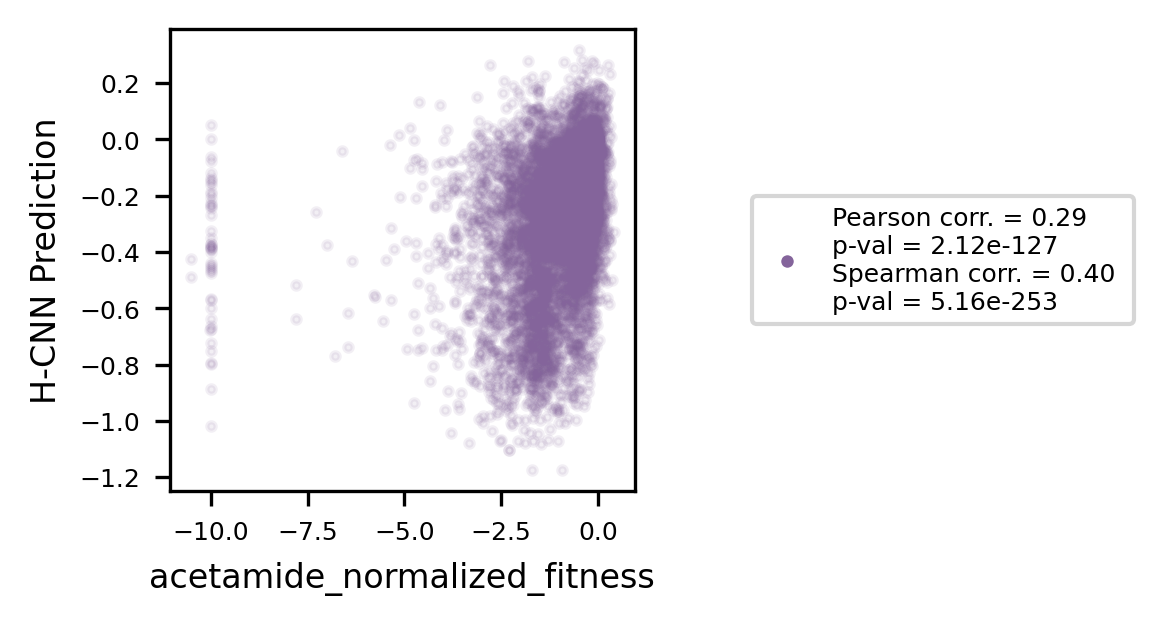 0.2
0.0
−0.2
−0.4
−0.6
−0.8
−1.0
−1.2
H-CNN Prediction
−10.0 −7.5 −5.0 −2.5 0.0
acetamide_normalized_fitness
Pearson corr. = 0.29
p-val = 2.12e-127
Spearman corr. = 0.40
p-val = 5.16e-253